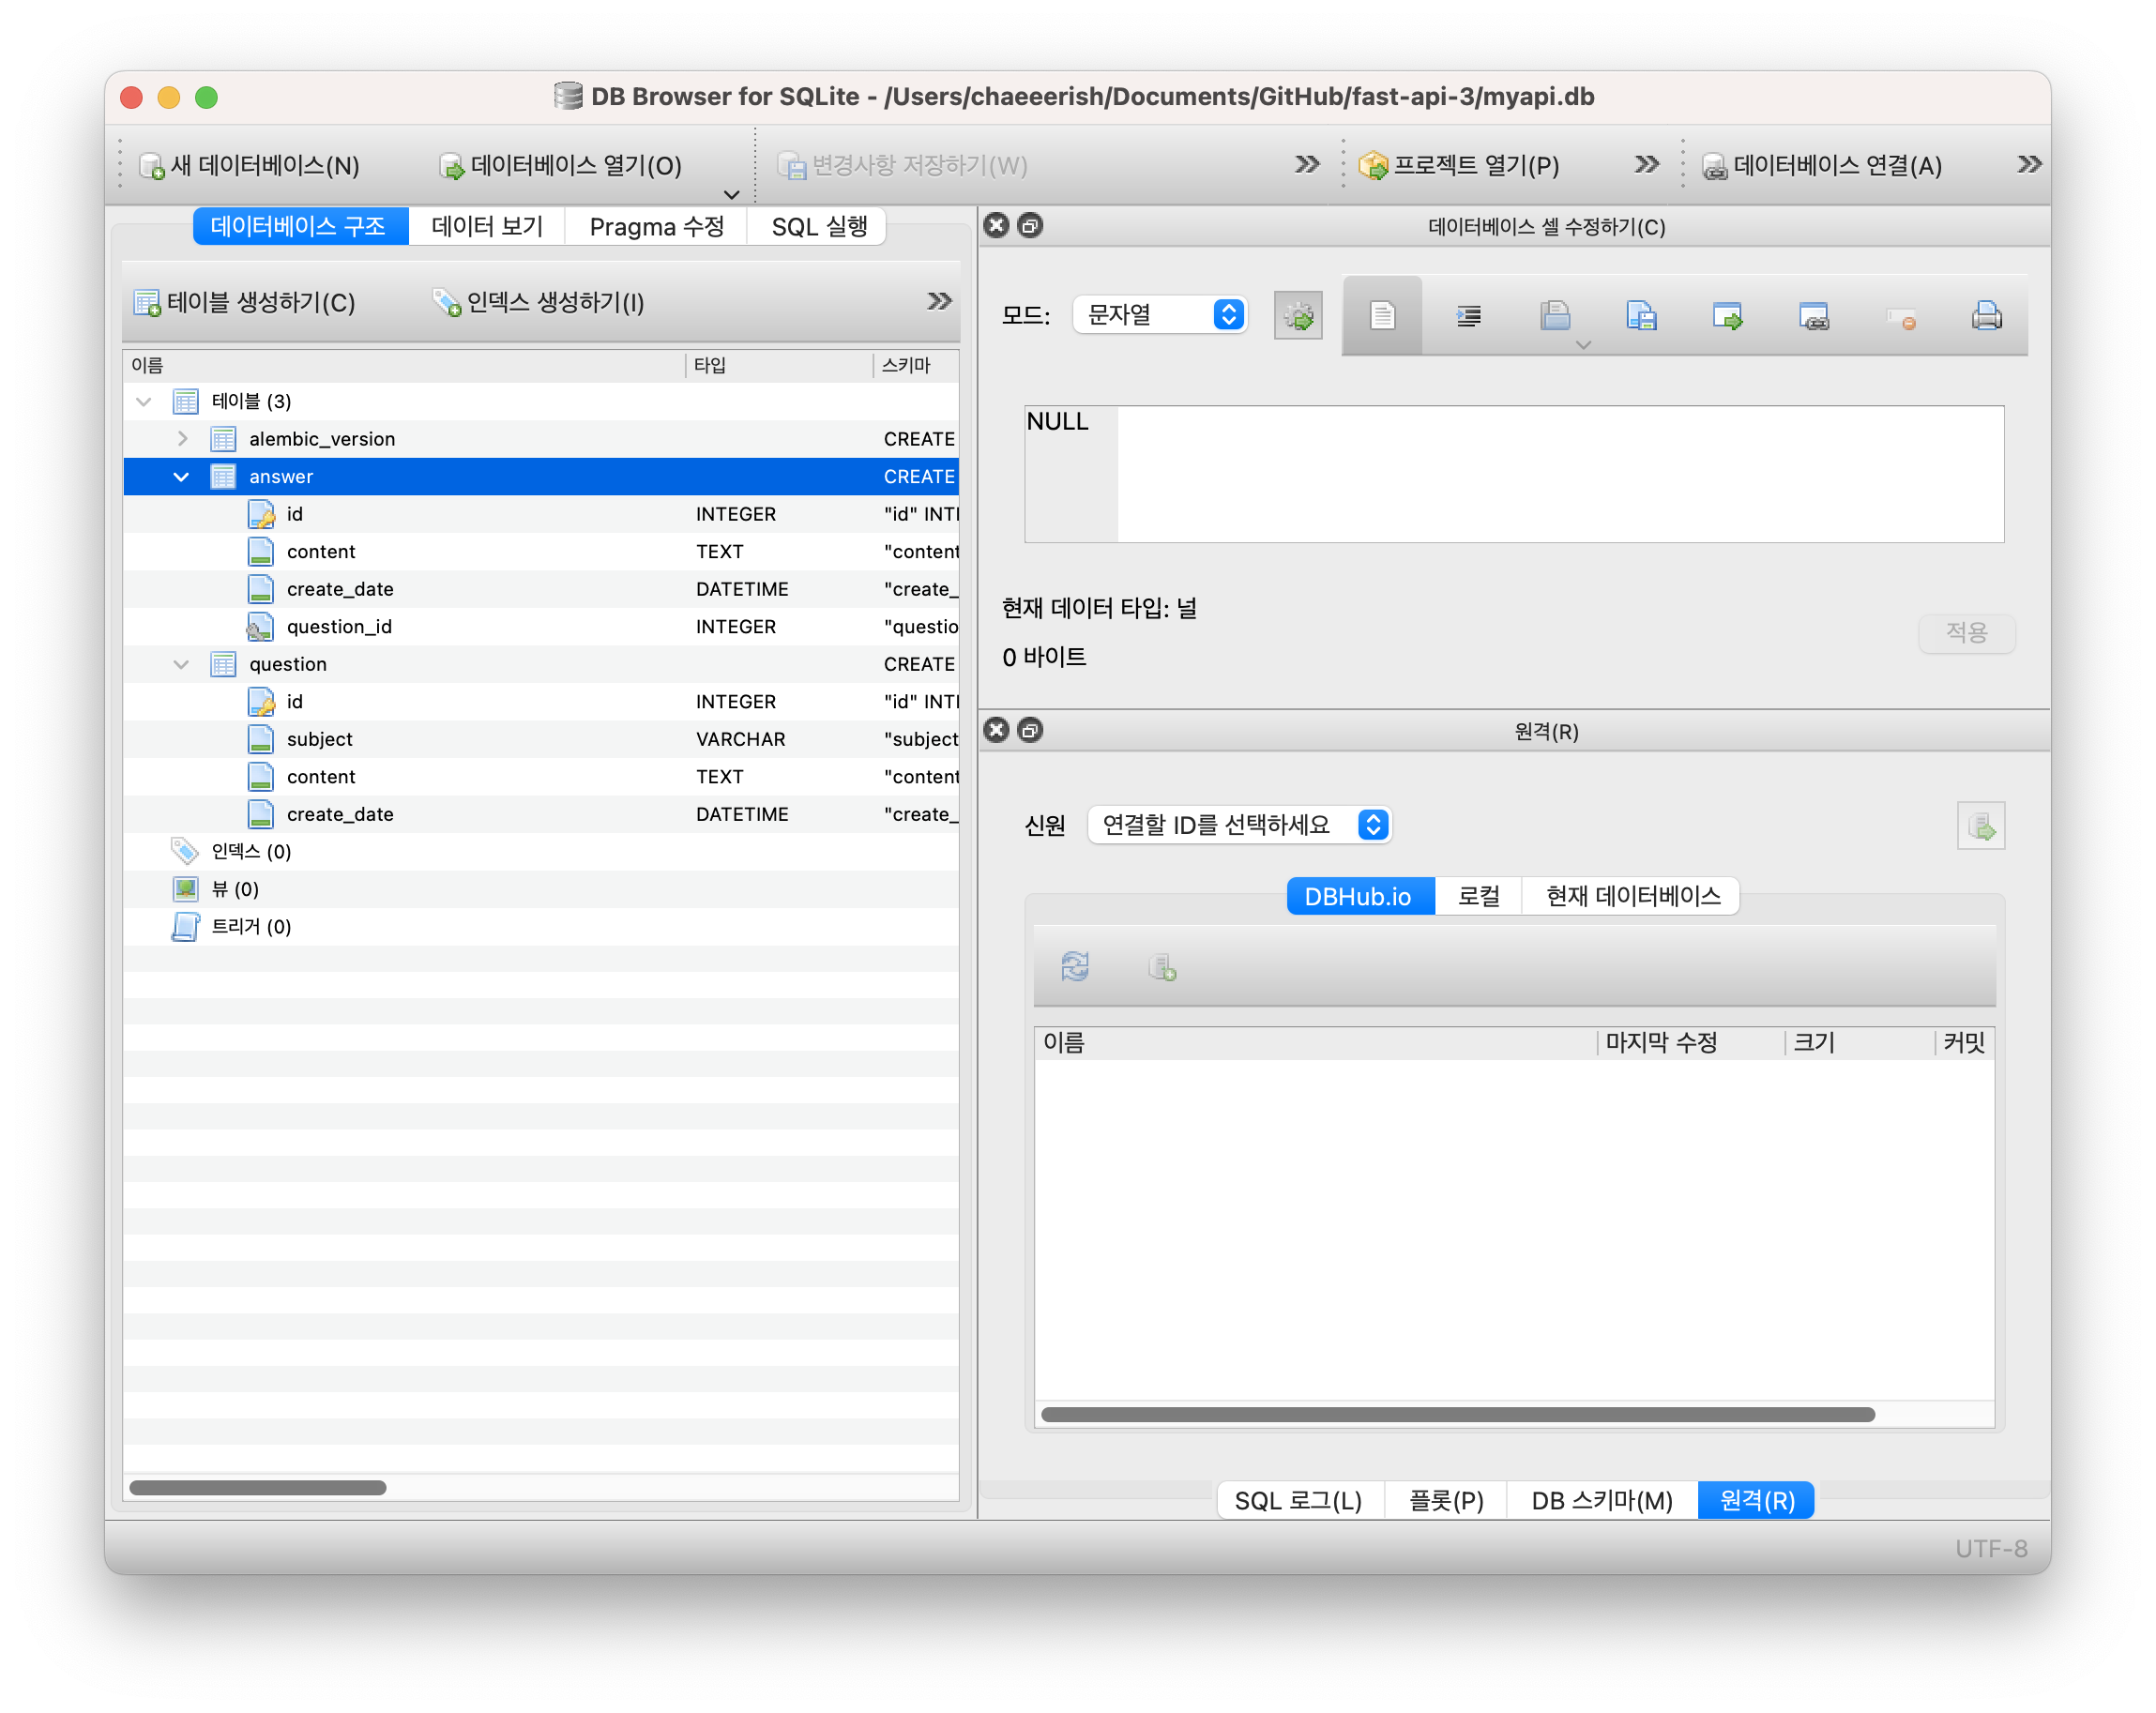 DB Browser for SQLite - /Users/chaeeerish/Documents/GitHub/fast-api-3/myapi.db
새 데이터베이스(N) 데이터베이스 열기(O) 변경사항 저장하기(W) 프로젝트 열기(P) 데이터베이스 연결(A)
데이터베이스 구조 데이터 보기 Pragma 수정 SQL 실행
테이블 생성하기(C) 인덱스 생성하기(I)
이름 타입 스키마
테이블 (3)
alembic_version CREATE
answer CREATE
id INTEGER "id" INTI
content TEXT "content
create_date DATETIME "create_
question_id INTEGER "questio
question CREATE
id INTEGER "id" INTI
subject VARCHAR "subject
content TEXT "content
create_date DATETIME "create_
인덱스 (0)
뷰 (0)
트리거 (0)
데이터베이스 셀 수정하기(C)
모드: 문자열
NULL
현재 데이터 타입: 널
0 바이트
적용
원격(R)
신원 연결할 ID를 선택하세요
DBHub.io 로컬 현재 데이터베이스
이름 마지막 수정 크기 커밋
SQL 로그(L) 플롯(P) DB 스키마(M) 원격(R)
UTF-8